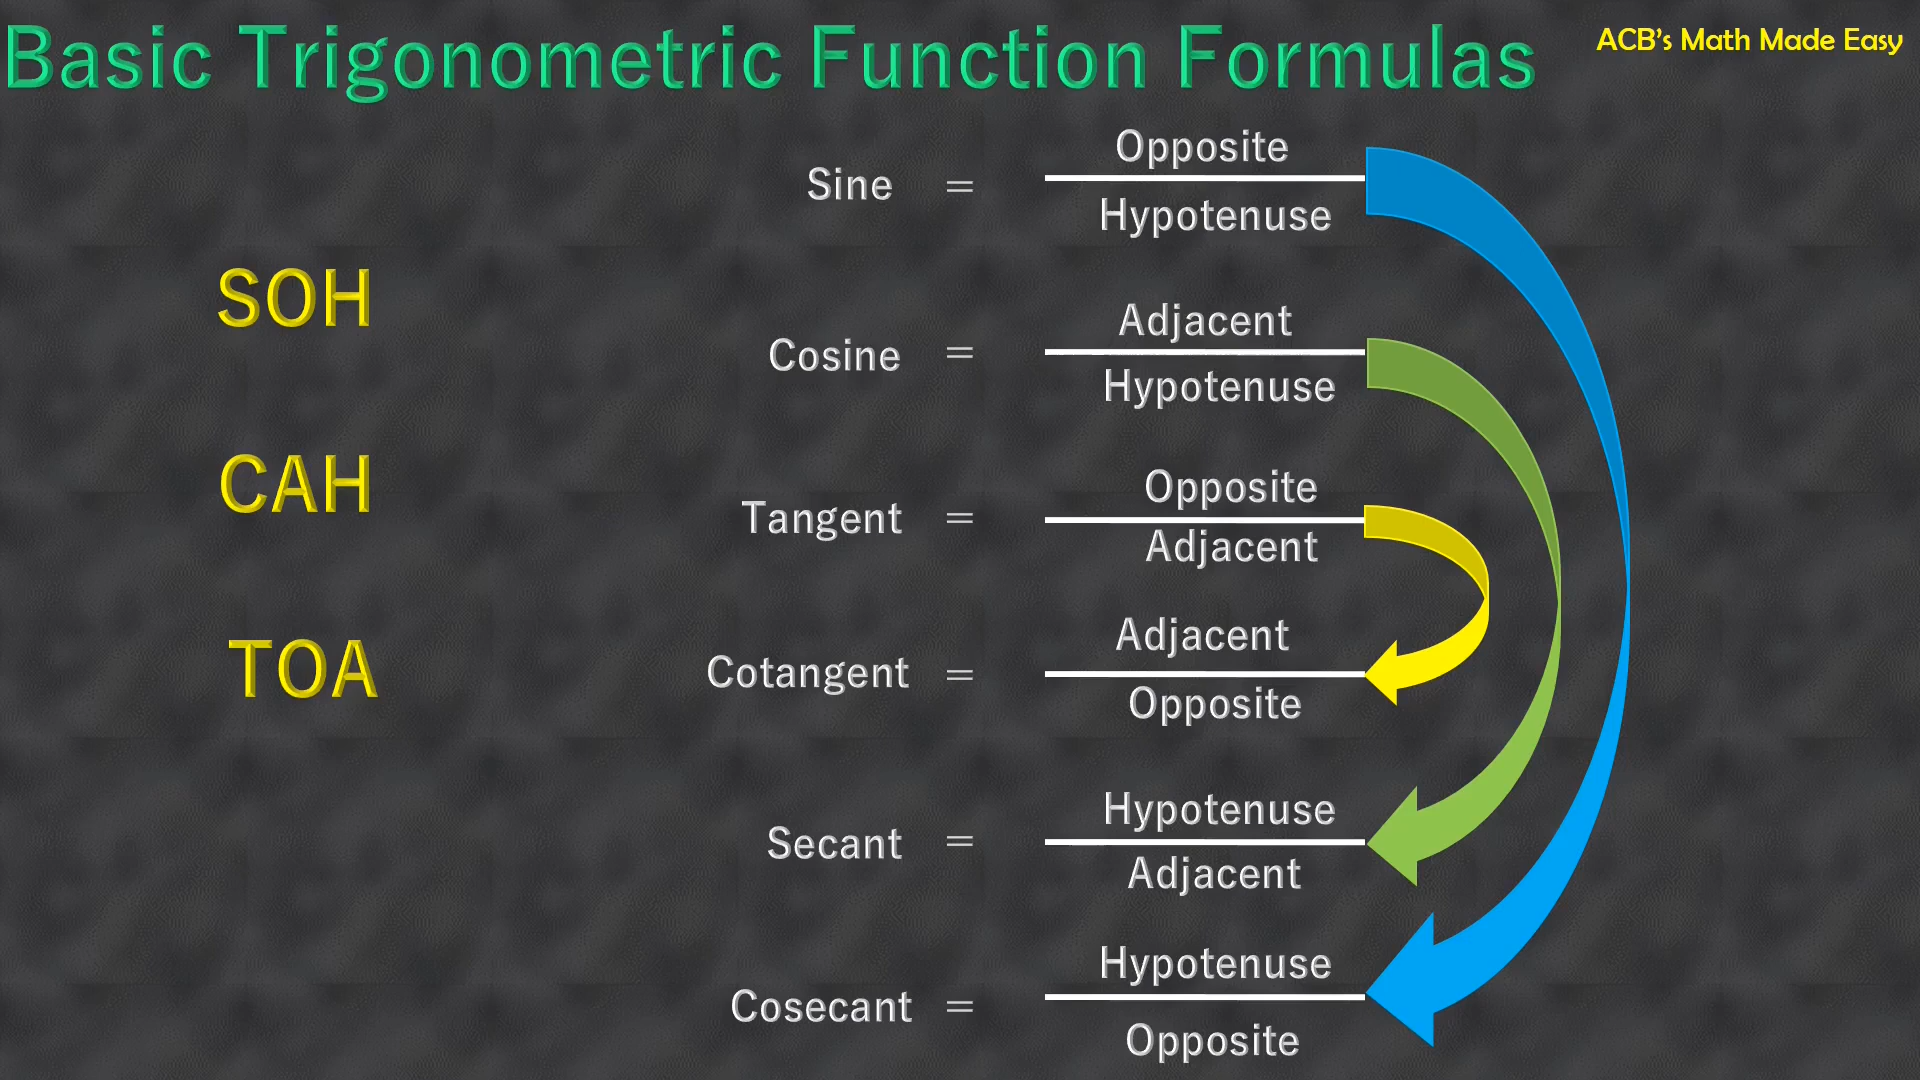 Basic Trigonometric Function Formulas
ACB's Math Made Easy
SOH
CAH
TOA
Sine = Opposite
Hypotenuse
Cosine = Adjacent
Hypotenuse
Tangent = Opposite
Adjacent
Cotangent = Adjacent
Opposite
Secant = Hypotenuse
Adjacent
Cosecant = Hypotenuse
Opposite